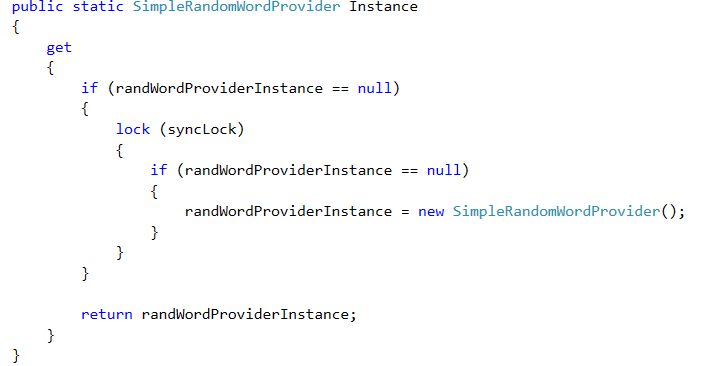 public static SimpleRandomWordProvider Instance
{
    get
    {
        if (randWordProviderInstance == null)
        {
            lock (syncLock)
            {
                if (randWordProviderInstance == null)
                {
                    randWordProviderInstance = new SimpleRandomWordProvider();
                }
            }
        }

        return randWordProviderInstance;
    }
}